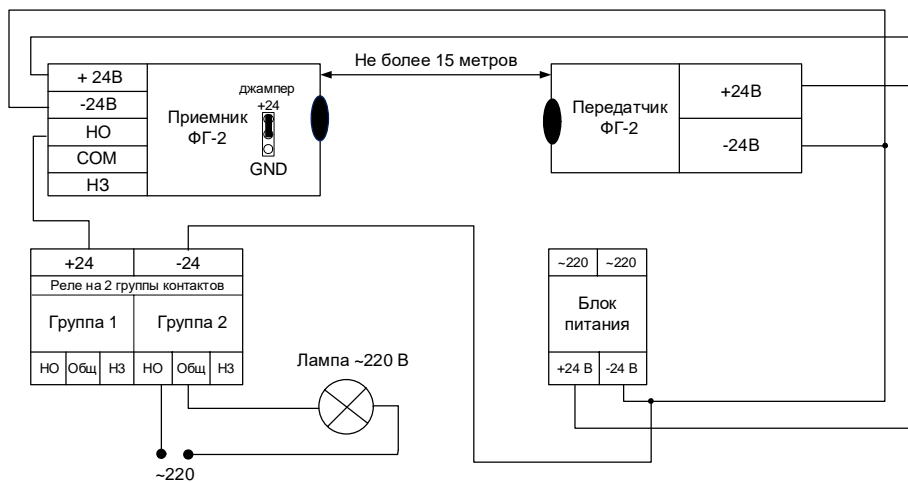 Не более 15 метров
+ 24В
-24В
НО
COM
НЗ
Приемник
ФГ-2
джампер
+24
GND
Передатчик
ФГ-2
+24В
-24В
+24
-24
Реле на 2 группы контактов
Группа 1
Группа 2
НО
Общ
НЗ
НО
Общ
НЗ
Лампа ~220 В
~220
~220
~220
Блок
питания
+24 В
-24 В